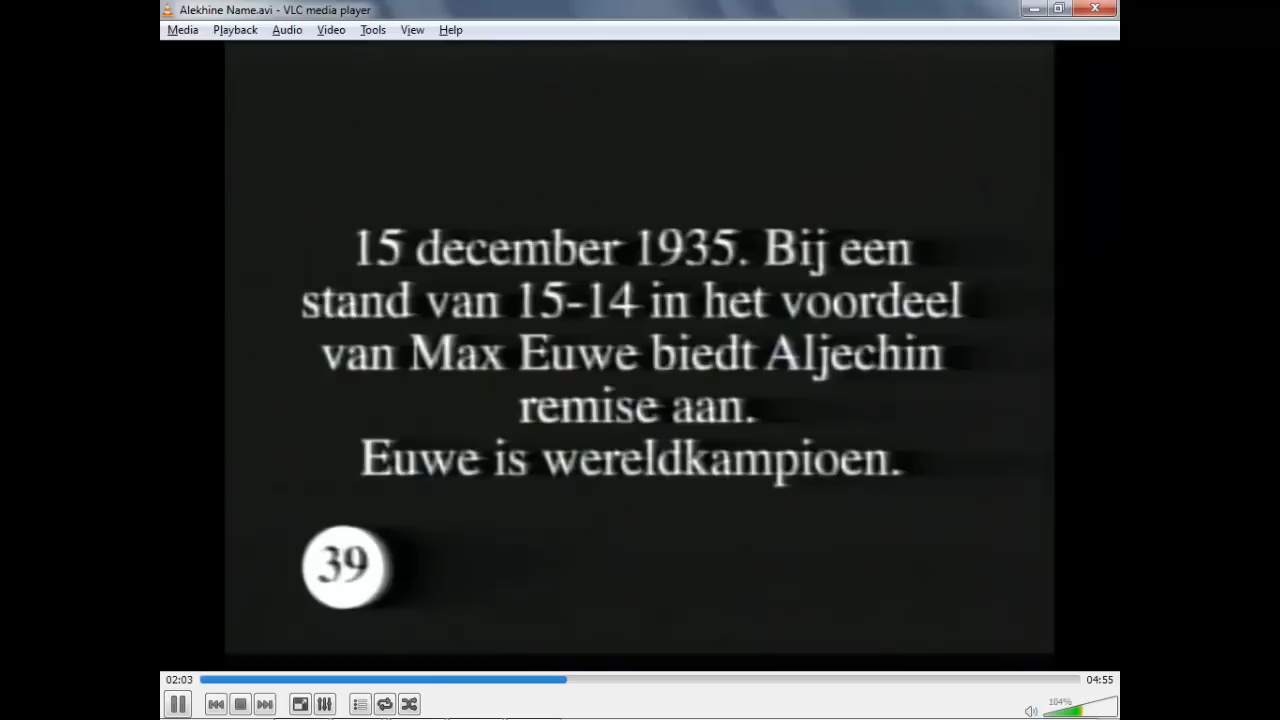 Alekhine Name.avi - VLC media player
Media Playback Audio Video Tools View Help
15 december 1935. Bij een
stand van 15-14 in het voordeel
van Max Euwe biedt Aljechin
remise aan.
Euwe is wereldkampioen.
39
02:03
04:55
104%